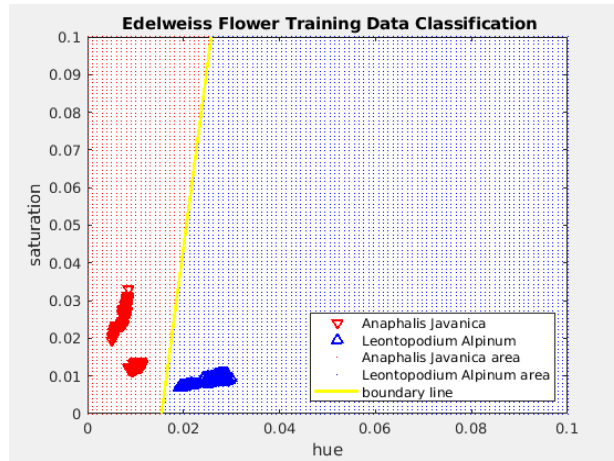 Edelweiss Flower Training Data Classification
0.1
0.09
0.08
0.07
0.06
0.05
0.04
0.03
0.02
0.01
0
saturation
Anaphalis Javanica
Leontopodium Alpinum
Anaphalis Javanica area
Leontopodium Alpinum area
boundary line
0 0.02 0.04 0.06 0.08 0.1
hue